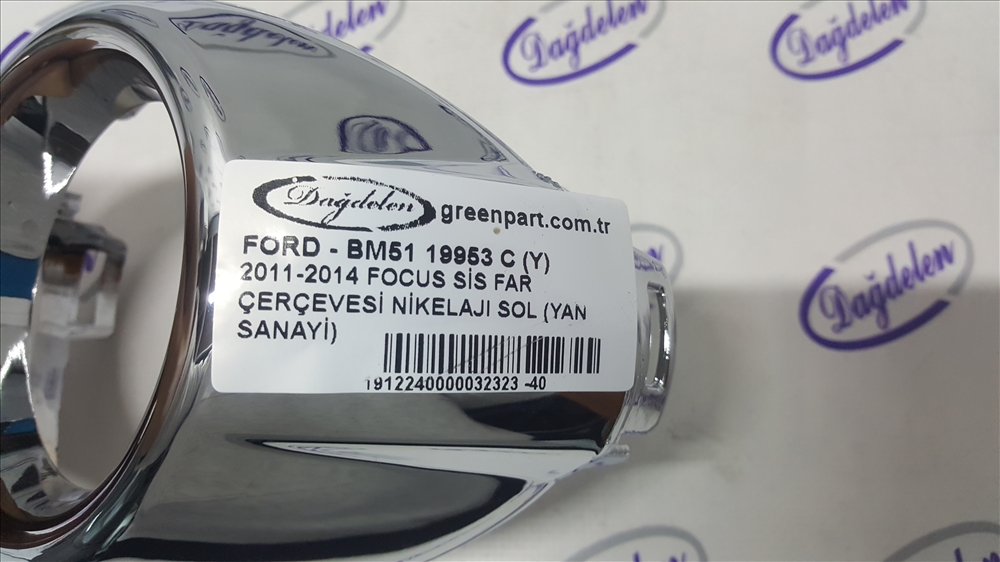 Dağdelen
Dağdelen
Dağdelen greenpart.com.tr
FORD - BM51 19953 C (Y)
2011-2014 FOCUS SİS FAR
ÇERÇEVESİ NİKELAJI SOL (YAN
SANAYİ)
1912240000032323 -40
Dağdelen
Dağdelen